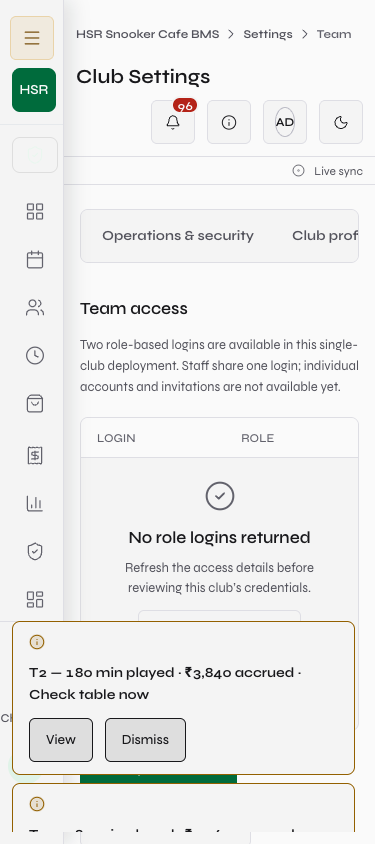 HSR Snooker Cafe BMS > Settings > Team
HSR
Club Settings
96
AD
Live sync
Operations & security
Club prof
Team access
Two role-based logins are available in this single-
club deployment. Staff share one login; individual
accounts and invitations are not available yet.
LOGIN ROLE
No role logins returned
Refresh the access details before
reviewing this club's credentials.
T2 — 180 min played · ₹3,840 accrued ·
Check table now
View
Dismiss